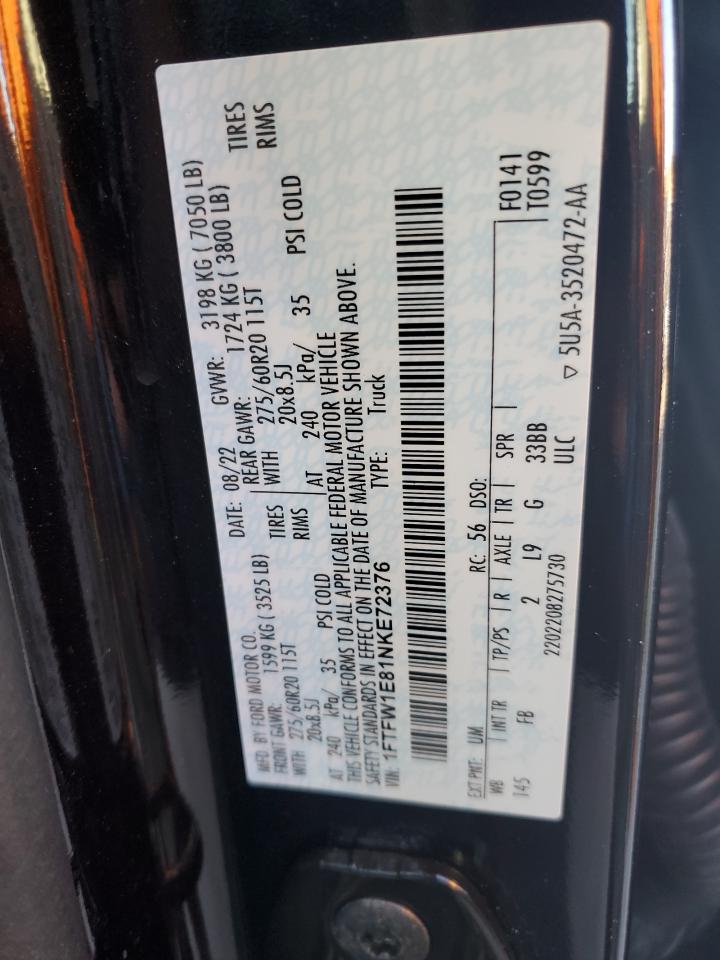 MFD. BY FORD MOTOR CO.
DATE: 08/22 GVWR: 3198 KG ( 7050 LB)
FRONT GAWR: 1599 KG ( 3525 LB) REAR GAWR: 1724 KG ( 3800 LB)
WITH 275/60R20 115T TIRES WITH 275/60R20 115T TIRES
20x8.5J RIMS 20x8.5J RIMS
AT 240 kPa/ 35 PSI COLD AT 240 kPa/ 35 PSI COLD
THIS VEHICLE CONFORMS TO ALL APPLICABLE FEDERAL MOTOR VEHICLE
SAFETY STANDARDS IN EFFECT ON THE DATE OF MANUFACTURE SHOWN ABOVE.
VIN: 1FTFW1E81NKE72376 TYPE: Truck
EXT PNT: UM RC: 56 DSO:
WB INT TR TP/PS R AXLE TR SPR F0141
145 FB 2 L9 G 33BB T0599
2202208275730 ULC
▽ 5U5A-3520472-AA